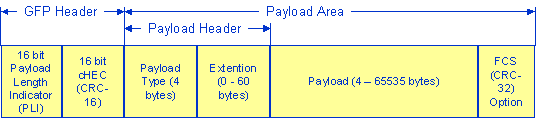 GFP Header
Payload Area
Payload Header
16 bit
Payload
Length
Indicator
(PLI)
16 bit
cHEC
(CRC-
16)
Payload
Type (4
bytes)
Extention
(0 - 60
bytes)
Payload (4 – 65535 bytes)
FCS
(CRC-
32)
Option